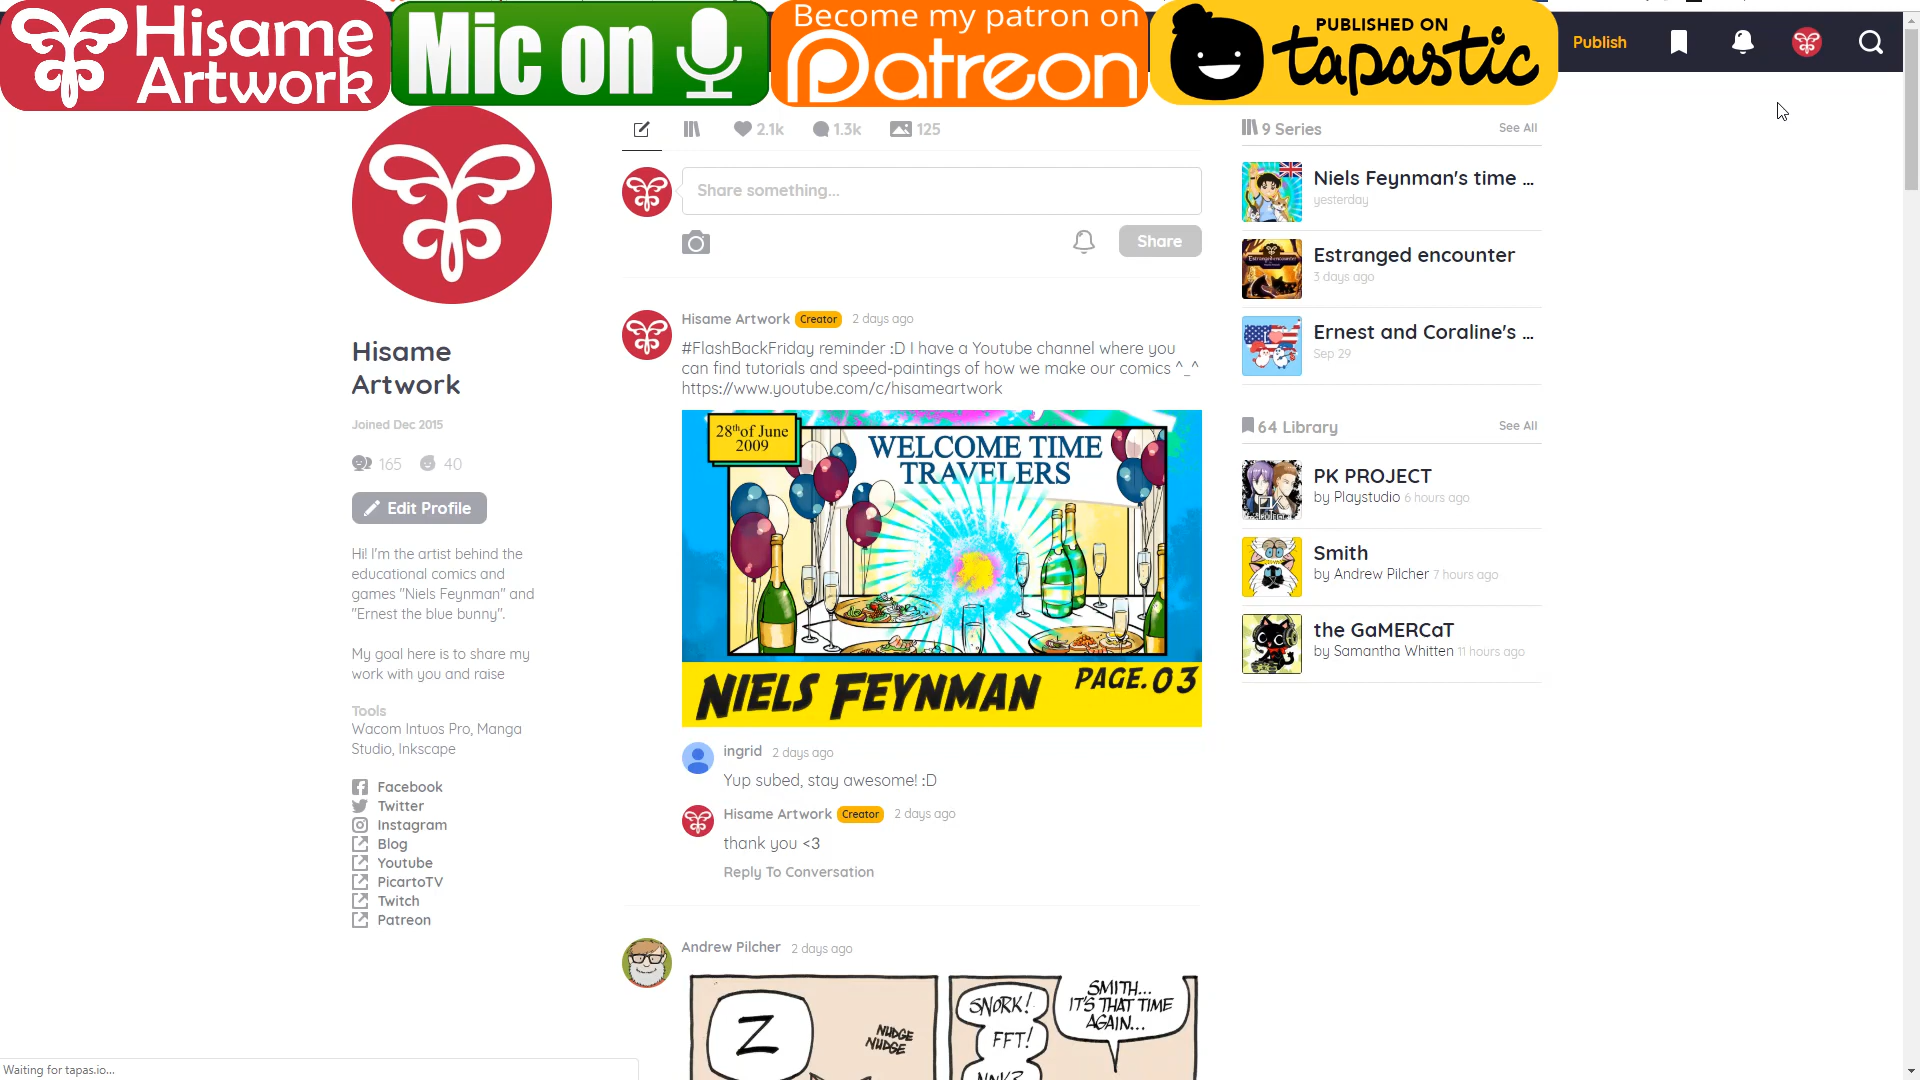 Hisame
Artwork
Mic on
Become my patron on
Patreon
PUBLISHED ON
tapastic
Publish
2.1k
1.3k
125
Share something...
Share
Hisame
Artwork
Joined Dec 2015
165
40
Edit Profile
Hi! I'm the artist behind the
educational comics and
games "Niels Feynman" and
"Ernest the blue bunny".
My goal here is to share my
work with you and raise
Tools
Wacom Intuos Pro, Manga
Studio, Inkscape
Facebook
Twitter
Instagram
Blog
Youtube
PicartoTV
Twitch
Patreon
Hisame Artwork Creator 2 days ago
#FlashBackFriday reminder :D I have a Youtube channel where you
can find tutorials and speed-paintings of how we make our comics ^_^
https://www.youtube.com/c/hisameartwork
28th of June
2009
WELCOME TIME
TRAVELERS
NIELS FEYNMAN PAGE.03
ingrid 2 days ago
Yup subed, stay awesome! :D
Hisame Artwork Creator 2 days ago
thank you <3
Reply To Conversation
Andrew Pilcher 2 days ago
Z
NUDGE
NUDGE
SNORK!
FFT!
SMITH...
IT'S THAT TIME
AGAIN...
9 Series See All
Niels Feynman's time ...
yesterday
Estranged encounter
3 days ago
Ernest and Coraline's ...
Sep 29
64 Library See All
PK PROJECT
by Playstudio 6 hours ago
Smith
by Andrew Pilcher 7 hours ago
the GaMERCaT
by Samantha Whitten 11 hours ago
Waiting for tapas.io...